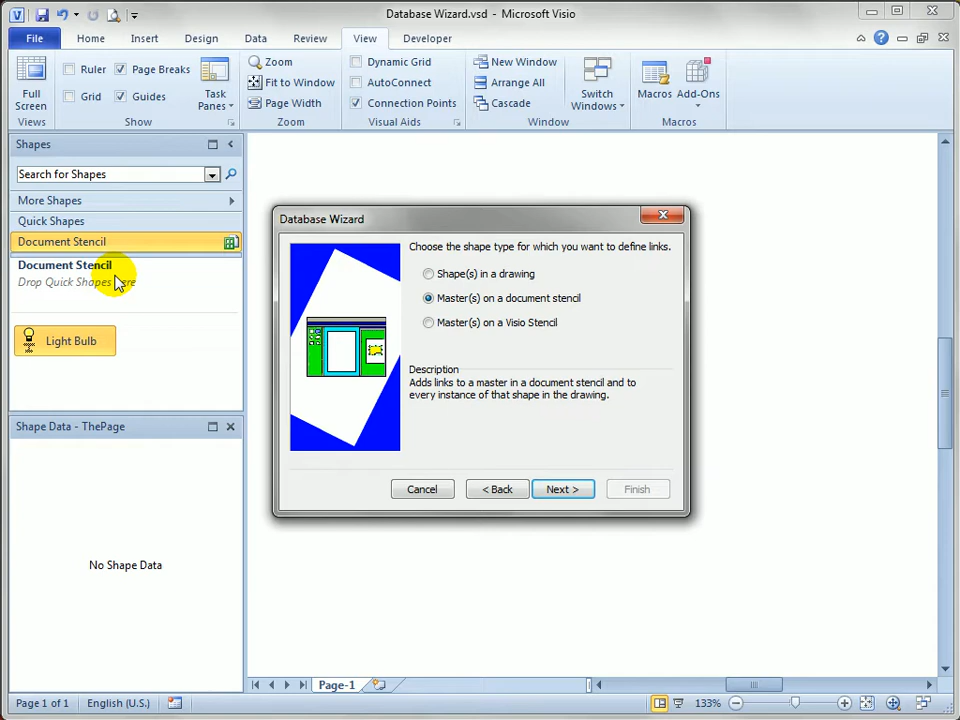 Database Wizard.vsd - Microsoft Visio
File Home Insert Design Data Review View Developer
Full Screen
Ruler
Page Breaks
Grid
Guides
Task Panes
Zoom
Fit to Window
Page Width
Dynamic Grid
AutoConnect
Connection Points
New Window
Arrange All
Cascade
Switch Windows
Macros
Add-Ons
Views Show Zoom Visual Aids Window Macros
Shapes
Search for Shapes
More Shapes
Quick Shapes
Document Stencil
Document Stencil
Drop Quick Shapes here
Light Bulb
Shape Data - ThePage
No Shape Data
Database Wizard
Choose the shape type for which you want to define links.
Shape(s) in a drawing
Master(s) on a document stencil
Master(s) on a Visio Stencil
Description
Adds links to a master in a document stencil and to
every instance of that shape in the drawing.
Cancel < Back Next > Finish
Page-1
Page 1 of 1 English (U.S.) 133%